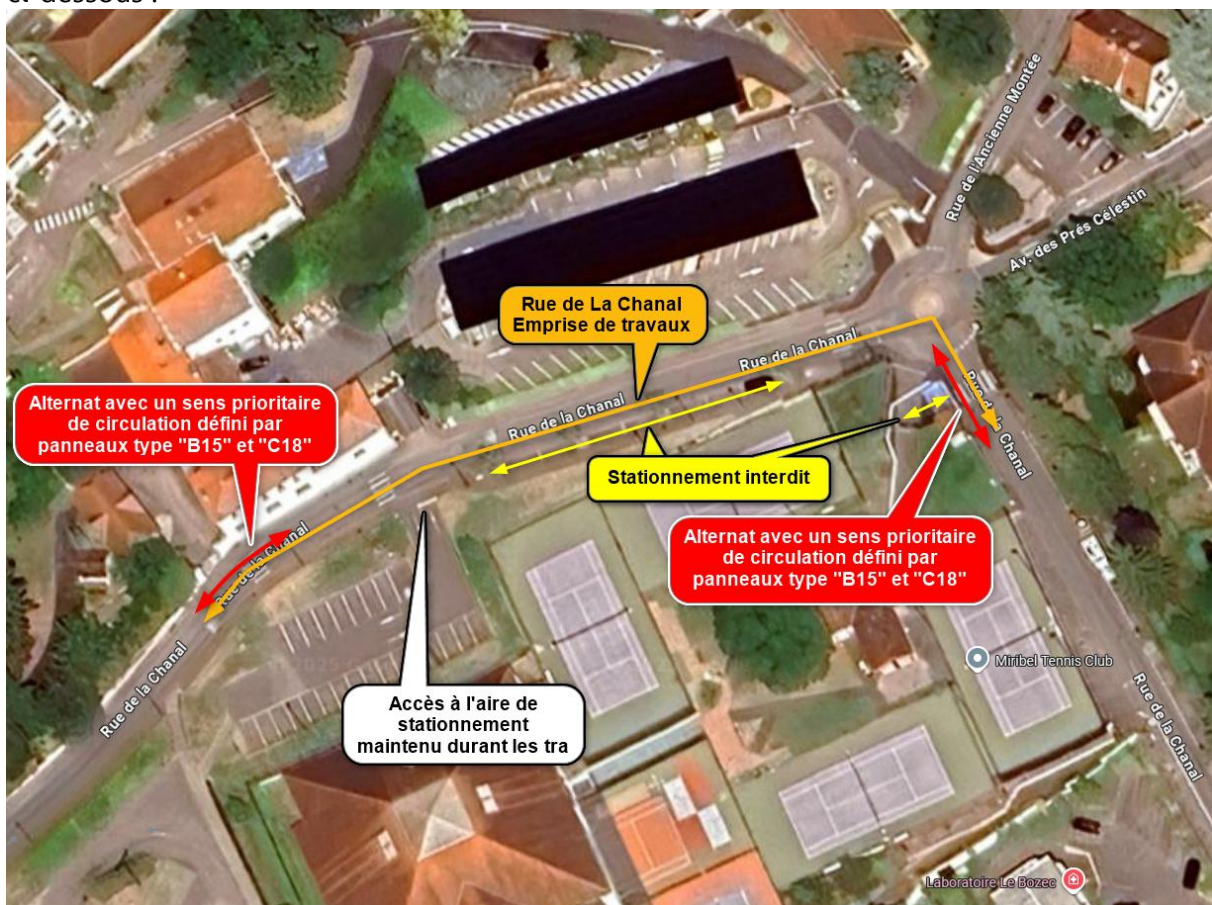 ci-dessous :
Rue de l'Ancienne Montée
Av. des Prés Célestin
Rue de La Chanal
Emprise de travaux
Rue de la Chanal
Rue de la Chanal
Alternat avec un sens prioritaire
de circulation défini par
panneaux type "B15" et "C18"
Stationnement interdit
Rue de la Chanal
Alternat avec un sens prioritaire
de circulation défini par
panneaux type "B15" et "C18"
Rue de la Chanal
Rue de la Chanal
Accès à l'aire de
stationnement
maintenu durant les tra
Miribel Tennis Club
Rue de la Chanal
Laboratoire Le Bozec